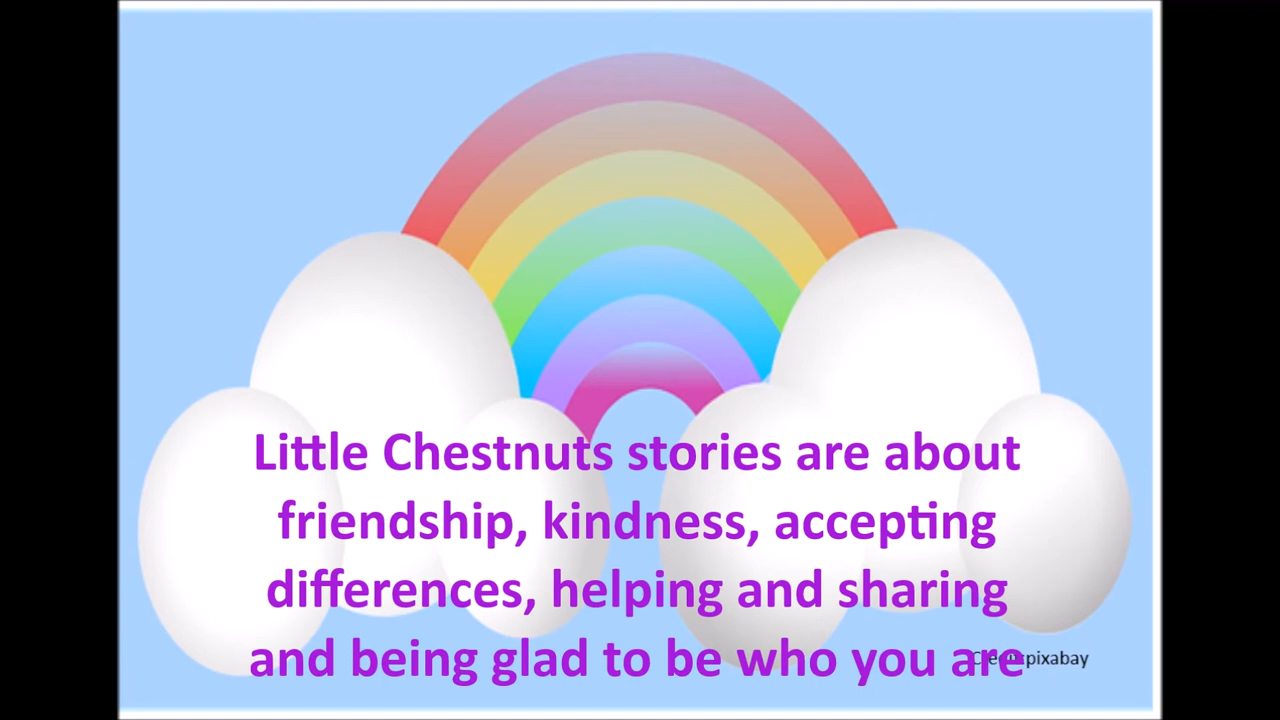 Little Chestnuts stories are about
friendship, kindness, accepting
differences, helping and sharing
and being glad to be who you are
Credit:pixabay